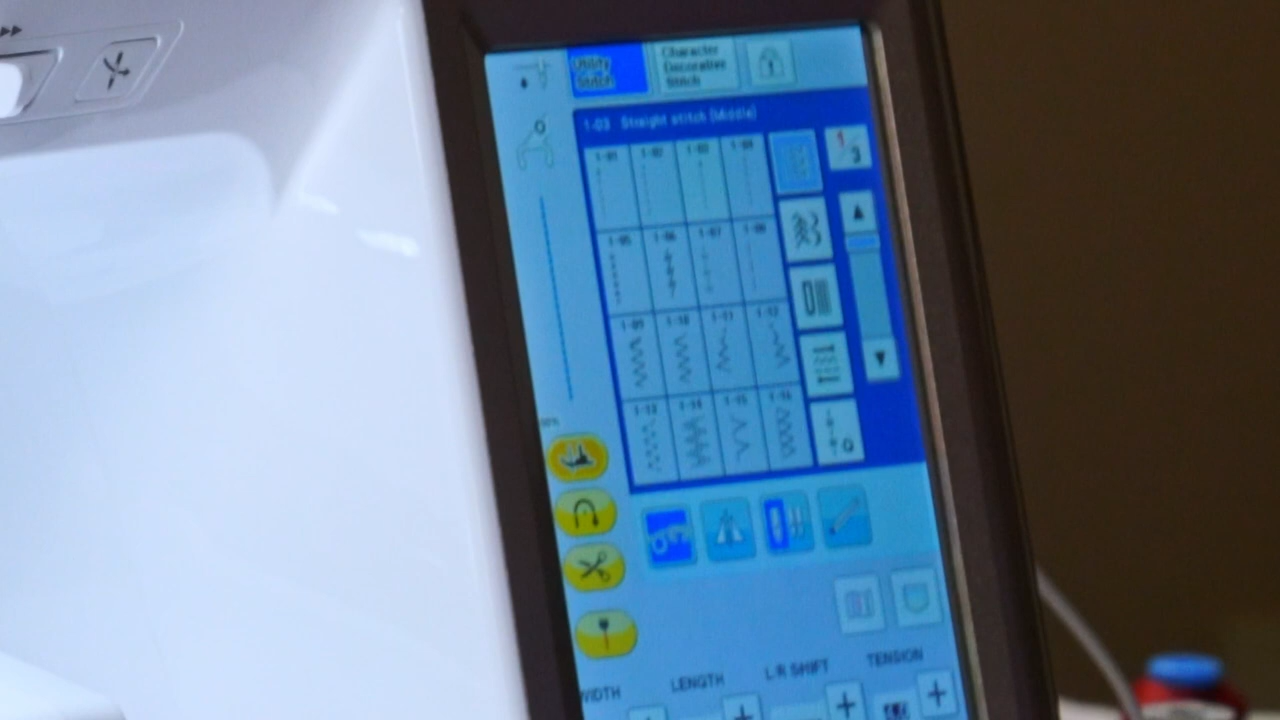 Utility
Stitch
Character
Decorative
Stitch
1-03 Straight stitch (Middle)
1/3
1-01 1-02 1-03 1-04
1-05 1-06 1-07 1-08
1-09 1-10 1-11 1-12
1-13 1-14 1-15 1-16
WIDTH LENGTH L/R SHIFT TENSION
+ + +